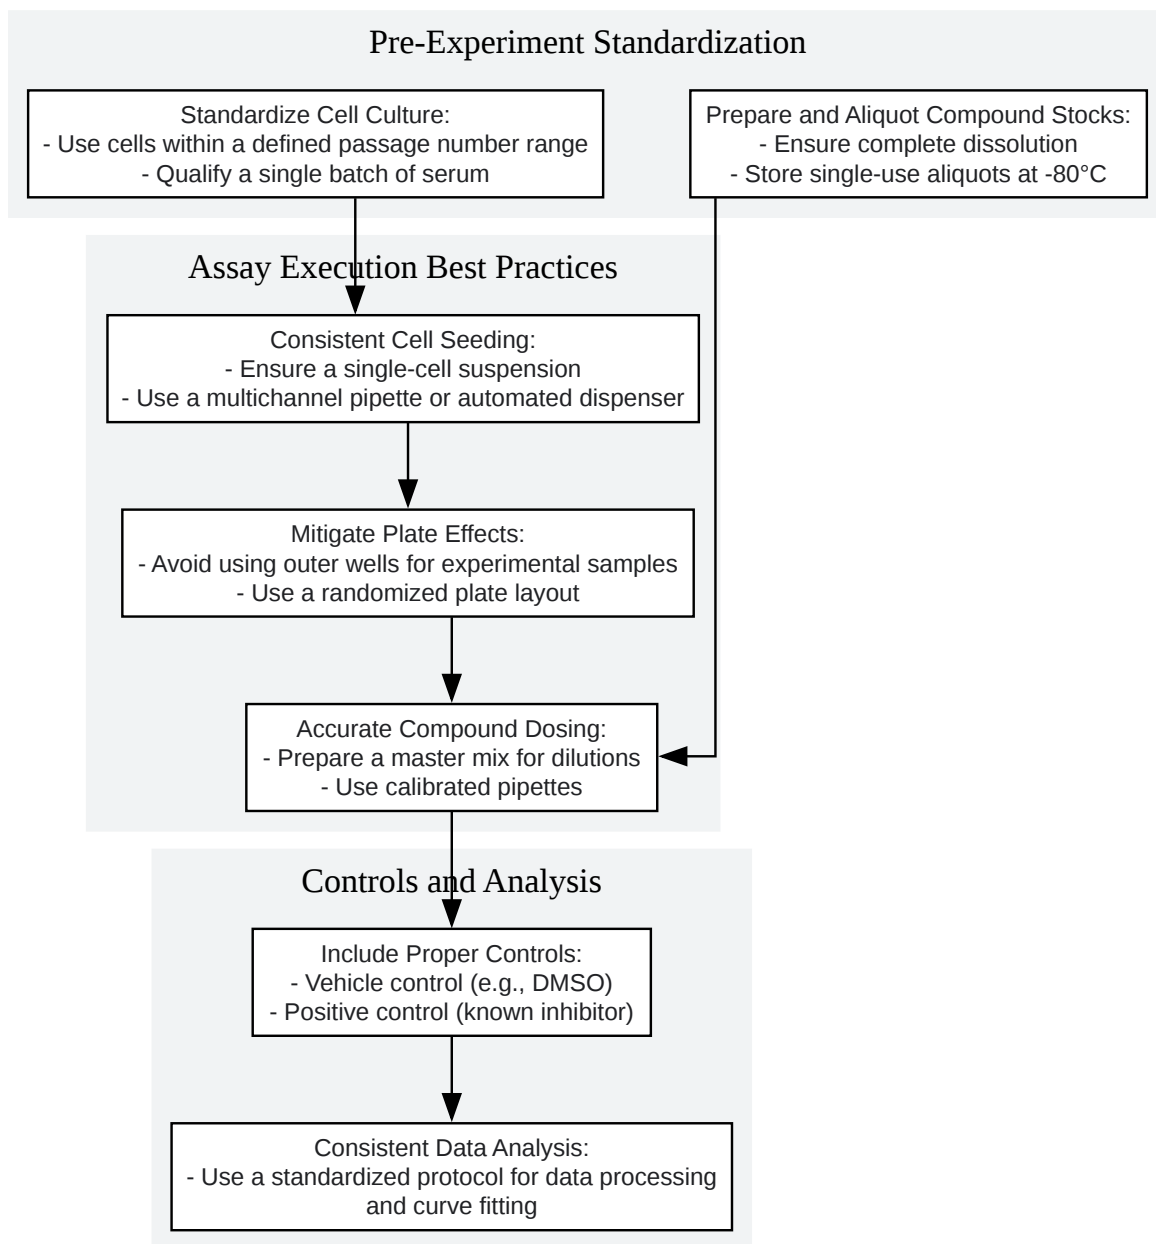 Pre-Experiment Standardization
Standardize Cell Culture:
- Use cells within a defined passage number range
- Qualify a single batch of serum
Prepare and Aliquot Compound Stocks:
- Ensure complete dissolution
- Store single-use aliquots at -80°C
Assay Execution Best Practices
Consistent Cell Seeding:
- Ensure a single-cell suspension
- Use a multichannel pipette or automated dispenser
Mitigate Plate Effects:
- Avoid using outer wells for experimental samples
- Use a randomized plate layout
Accurate Compound Dosing:
- Prepare a master mix for dilutions
- Use calibrated pipettes
Controls and Analysis
Include Proper Controls:
- Vehicle control (e.g., DMSO)
- Positive control (known inhibitor)
Consistent Data Analysis:
- Use a standardized protocol for data processing
and curve fitting